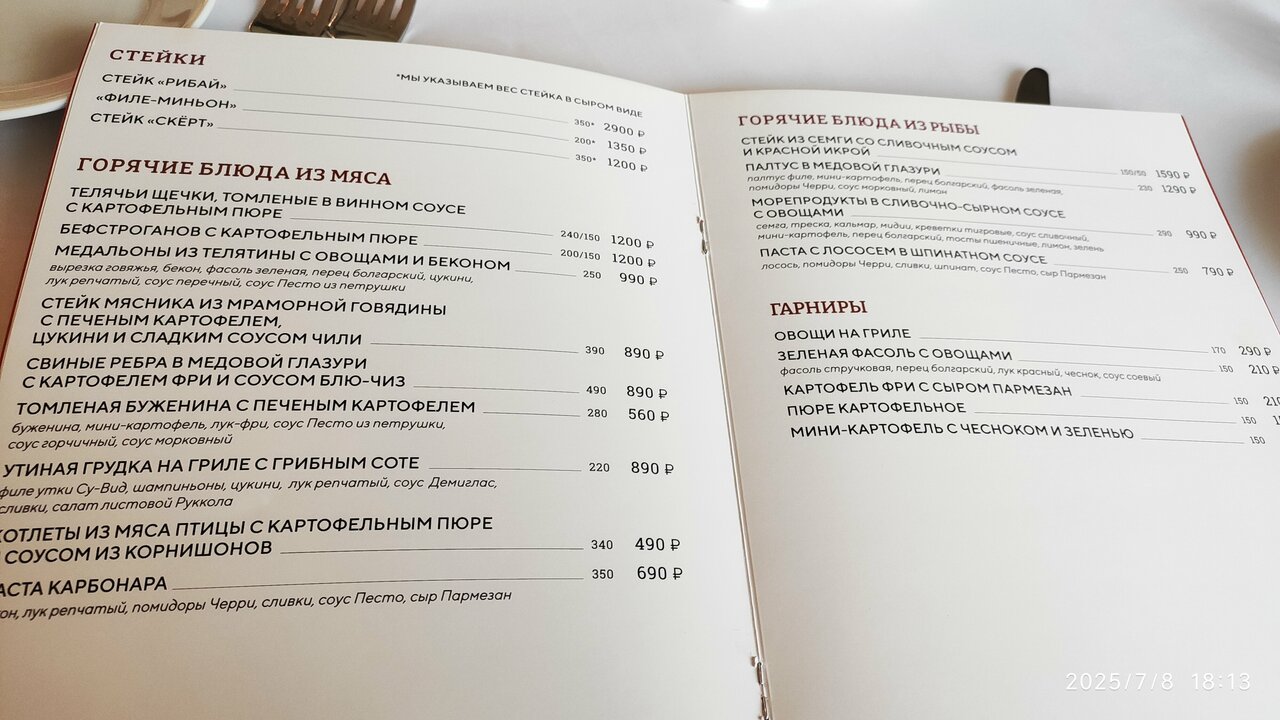 СТЕЙКИ
*МЫ УКАЗЫВАЕМ ВЕС СТЕЙКА В СЫРОМ ВИДЕ
СТЕЙК «РИБАЙ» 350* 2900 ₽
«ФИЛЕ-МИНЬОН» 200* 1350 ₽
СТЕЙК «СКЁРТ» 350* 1200 ₽
ГОРЯЧИЕ БЛЮДА ИЗ МЯСА
ТЕЛЯЧЬИ ЩЕЧКИ, ТОМЛЕНЫЕ В ВИННОМ СОУСЕ
С КАРТОФЕЛЬНЫМ ПЮРЕ 240/150 1200 ₽
БЕФСТРОГАНОВ С КАРТОФЕЛЬНЫМ ПЮРЕ 200/150 1200 ₽
МЕДАЛЬОНЫ ИЗ ТЕЛЯТИНЫ С ОВОЩАМИ И БЕКОНОМ 250 990 ₽
вырезка говяжья, бекон, фасоль зеленая, перец болгарский, цукини,
лук репчатый, соус перечный, соус Песто из петрушки
СТЕЙК МЯСНИКА ИЗ МРАМОРНОЙ ГОВЯДИНЫ
С ПЕЧЕНЫМ КАРТОФЕЛЕМ,
ЦУКИНИ И СЛАДКИМ СОУСОМ ЧИЛИ 390 890 ₽
СВИНЫЕ РЕБРА В МЕДОВОЙ ГЛАЗУРИ
С КАРТОФЕЛЕМ ФРИ И СОУСОМ БЛЮ-ЧИЗ 490 890 ₽
ТОМЛЕНАЯ БУЖЕНИНА С ПЕЧЕНЫМ КАРТОФЕЛЕМ 280 560 ₽
буженина, мини-картофель, лук-фри, соус Песто из петрушки,
соус горчичный, соус морковный
УТИНАЯ ГРУДКА НА ГРИЛЕ С ГРИБНЫМ СОТЕ 220 890 ₽
филе утки Су-Вид, шампиньоны, цукини, лук репчатый, соус Демиглас,
сливки, салат листовой Руккола
КОТЛЕТЫ ИЗ МЯСА ПТИЦЫ С КАРТОФЕЛЬНЫМ ПЮРЕ
СОУСОМ ИЗ КОРНИШОНОВ 340 490 ₽
АСТА КАРБОНАРА 350 690 ₽
он, лук репчатый, помидоры Черри, сливки, соус Песто, сыр Пармезан
ГОРЯЧИЕ БЛЮДА ИЗ РЫБЫ
СТЕЙК ИЗ СЕМГИ СО СЛИВОЧНЫМ СОУСОМ
И КРАСНОЙ ИКРОЙ 150/50 1590 ₽
ПАЛТУС В МЕДОВОЙ ГЛАЗУРИ 230 1290 ₽
палтус филе, мини-картофель, перец болгарский, фасоль зеленая,
помидоры Черри, соус морковный, лимон
МОРЕПРОДУКТЫ В СЛИВОЧНО-СЫРНОМ СОУСЕ
С ОВОЩАМИ 290 990 ₽
семга, треска, кальмар, мидии, креветки тигровые, соус сливочный,
мини-картофель, перец болгарский, тосты пшеничные, лимон, зелень
ПАСТА С ЛОСОСЕМ В ШПИНАТНОМ СОУСЕ 250 790 ₽
лосось, помидоры Черри, сливки, шпинат, соус Песто, сыр Пармезан
ГАРНИРЫ
ОВОЩИ НА ГРИЛЕ 170 290 ₽
ЗЕЛЕНАЯ ФАСОЛЬ С ОВОЩАМИ 150 210 ₽
фасоль стручковая, перец болгарский, лук красный, чеснок, соус соевый
КАРТОФЕЛЬ ФРИ С СЫРОМ ПАРМЕЗАН 150
ПЮРЕ КАРТОФЕЛЬНОЕ 150
МИНИ-КАРТОФЕЛЬ С ЧЕСНОКОМ И ЗЕЛЕНЬЮ 150
2025/7/8 18:13